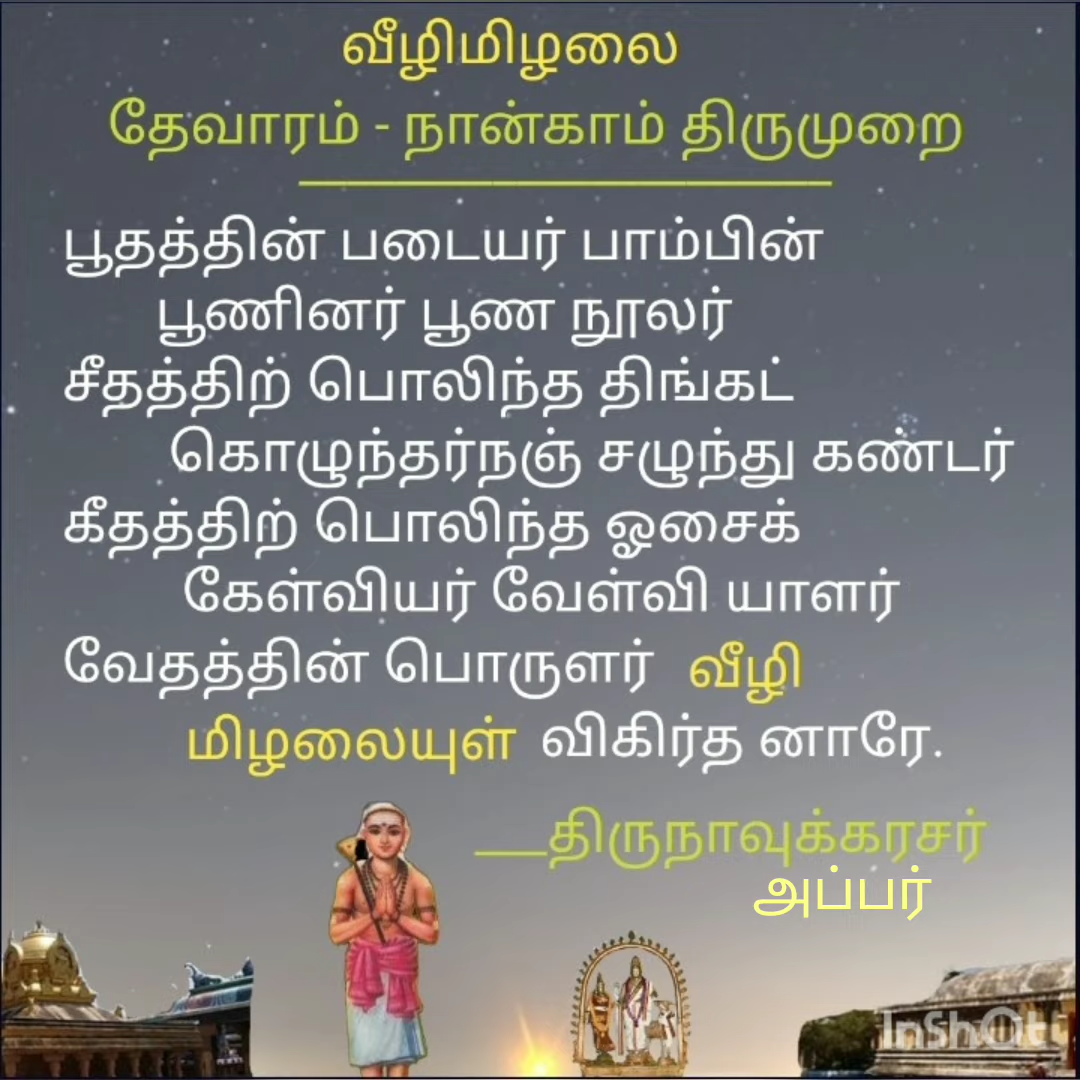 வீழிமிழலை
தேவாரம் - நான்காம் திருமுறை
பூதத்தின் படையர் பாம்பின்
பூணினர் பூண நூலர்
சீதத்திற் பொலிந்த திங்கட்
கொழுந்தர்நஞ் சழுந்து கண்டர்
கீதத்திற் பொலிந்த ஓசைக்
கேள்வியர் வேள்வி யாளர்
வேதத்தின் பொருளர் வீழி
மிழலையுள் விகிர்த னாரே.
__திருநாவுக்கரசர்
அப்பர்
InShOt